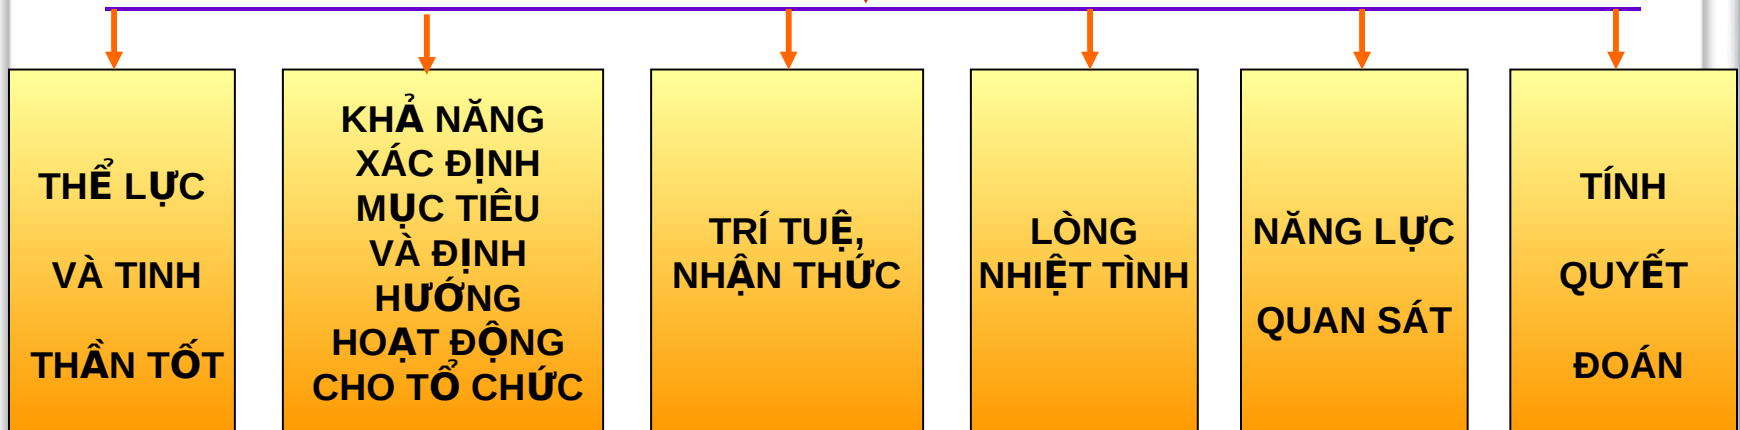 THỂ LỰC
VÀ TINH
THẦN TỐT
KHẢ NĂNG
XÁC ĐỊNH
MỤC TIÊU
VÀ ĐỊNH
HƯỚNG
HOẠT ĐỘNG
CHO TỔ CHỨC
TRÍ TUỆ,
NHẬN THỨC
LÒNG
NHIỆT TÌNH
NĂNG LỰC
QUAN SÁT
TÍNH
QUYẾT
ĐOÁN